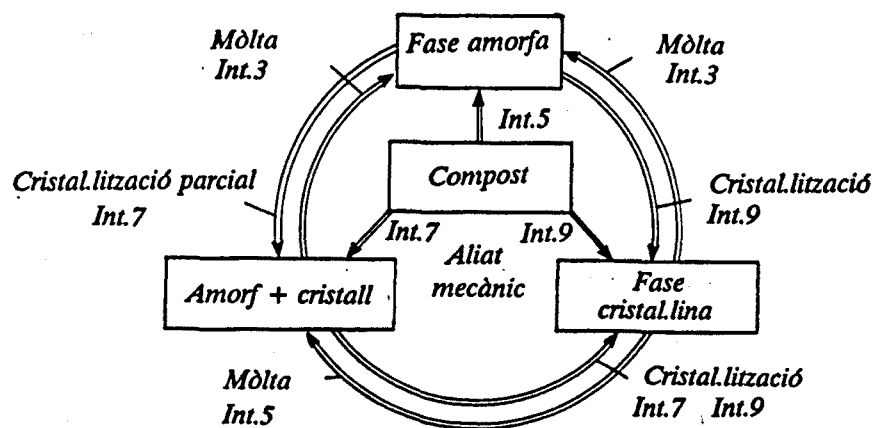 Mòlta
Int.3
Fase amorfa
Mòlta
Int.3
Int.5
Compost
Cristal.lització parcial
Int.7
Cristal.lització
Int.9
Int.7
Int.9
Aliat
mecànic
Amorf + cristall
Fase
cristal.lina
Mòlta
Int.5
Cristal.lització
Int.7 Int.9